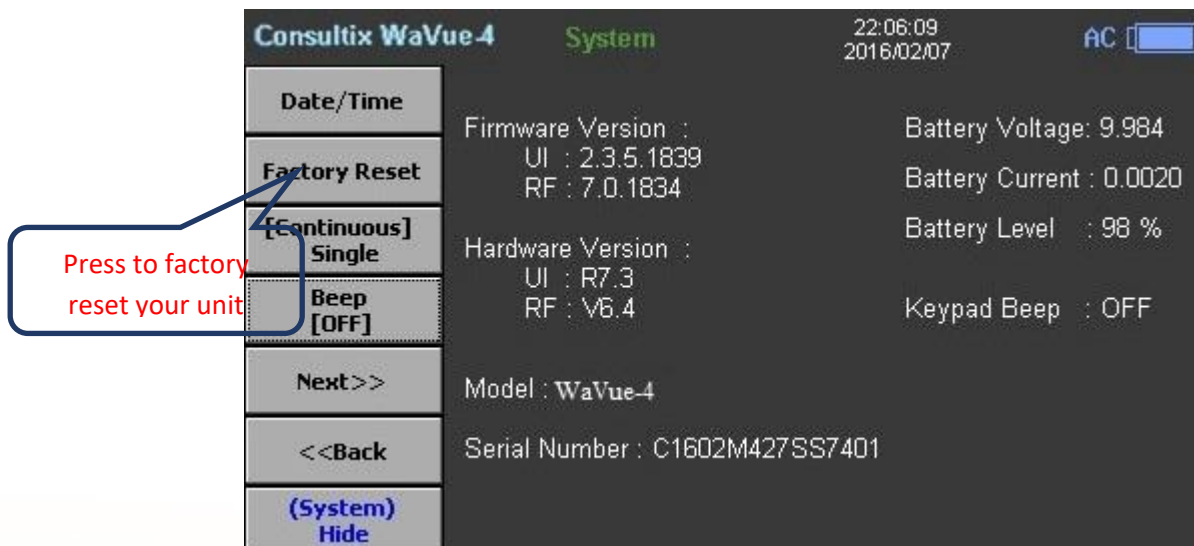 Consultix WaVue-4 System 22:06:09 AC
2016/02/07
Date/Time
Factory Reset
[Continuous]
Single
Beep
[OFF]
Next>>
<<Back
(System)
Hide
Press to factory
reset your unit
Firmware Version :
UI : 2.3.5.1839
RF : 7.0.1834
Hardware Version :
UI : R7.3
RF : V6.4
Model : WaVue-4
Serial Number : C1602M427SS7401
Battery Voltage: 9.984
Battery Current : 0.0020
Battery Level : 98 %
Keypad Beep : OFF